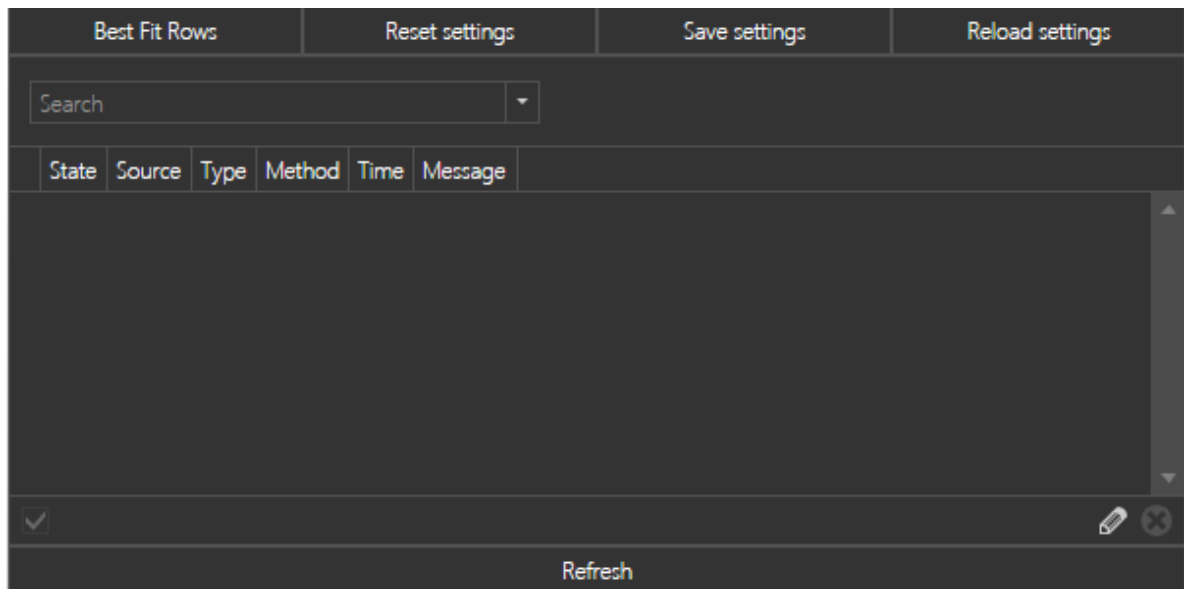 Best Fit Rows Reset settings Save settings Reload settings
Search
State Source Type Method Time Message
Refresh